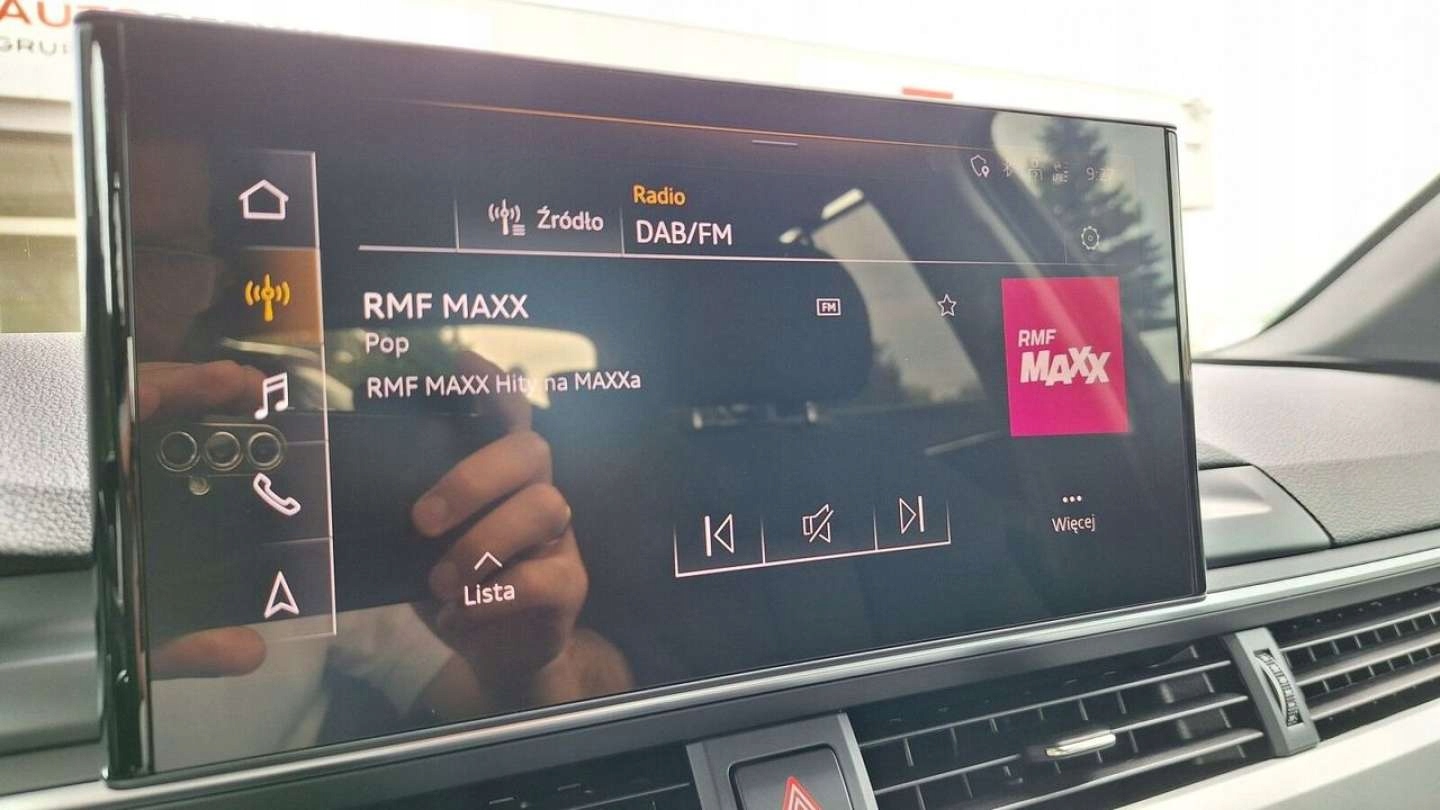 Radio
Źródło
DAB/FM
RMF MAXX
FM
Pop
RMF MAXX Hity na MAXXa
RMF
MAXX
Więcej
Lista